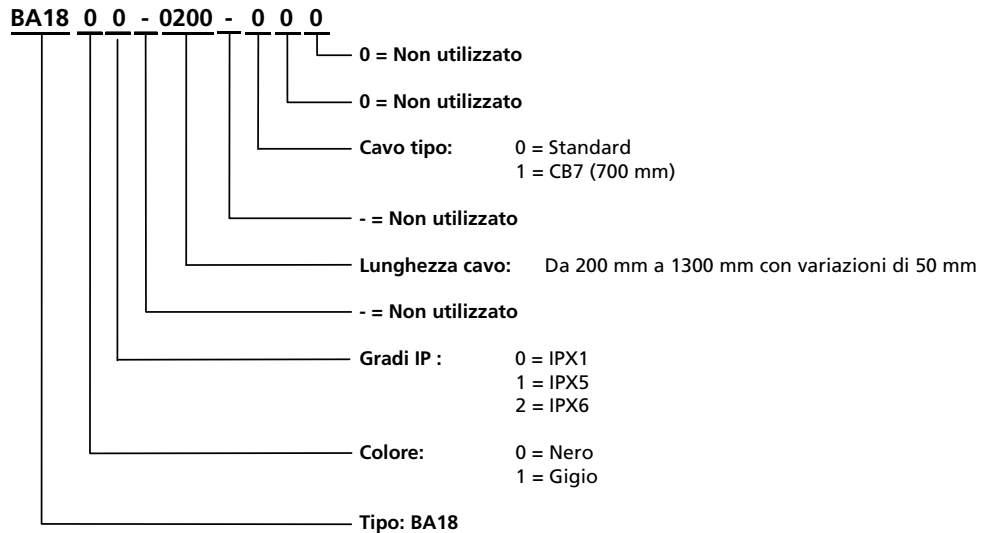 BA18 0 0 - 0200 - 0 0 0
0 = Non utilizzato
0 = Non utilizzato
Cavo tipo: 0 = Standard
1 = CB7 (700 mm)
- = Non utilizzato
Lunghezza cavo: Da 200 mm a 1300 mm con variazioni di 50 mm
- = Non utilizzato
Gradi IP : 0 = IPX1
1 = IPX5
2 = IPX6
Colore: 0 = Nero
1 = Gigio
Tipo: BA18